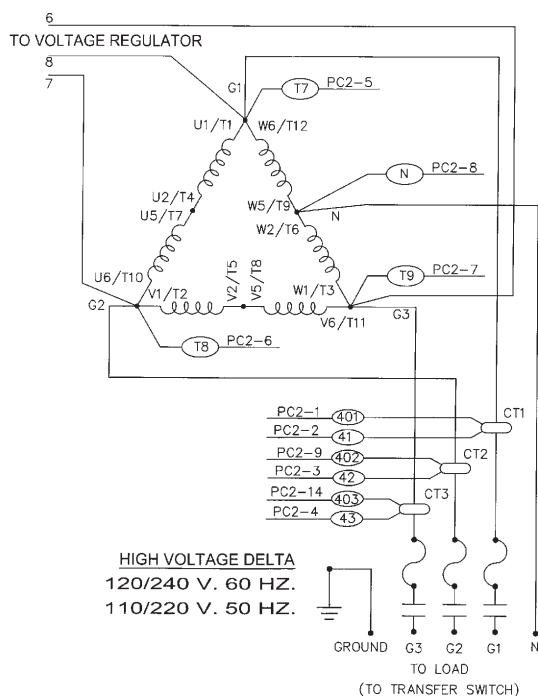 6
TO VOLTAGE REGULATOR
8
7
G1
T7
PC2-5
U1/T1
W6/T12
N
PC2-8
U2/T4
W5/T9
N
U5/T7
W2/T6
T9
PC2-7
U6/T10
V1/T2
V2/T5
V5/T8
W1/T3
G2
V6/T11
G3
T8
PC2-6
PC2-1
401
CT1
PC2-2
41
PC2-9
402
CT2
PC2-3
42
PC2-14
403
CT3
PC2-4
43
HIGH VOLTAGE DELTA
120/240 V. 60 HZ.
110/220 V. 50 HZ.
GROUND
G3
G2
G1
N
TO LOAD
(TO TRANSFER SWITCH)